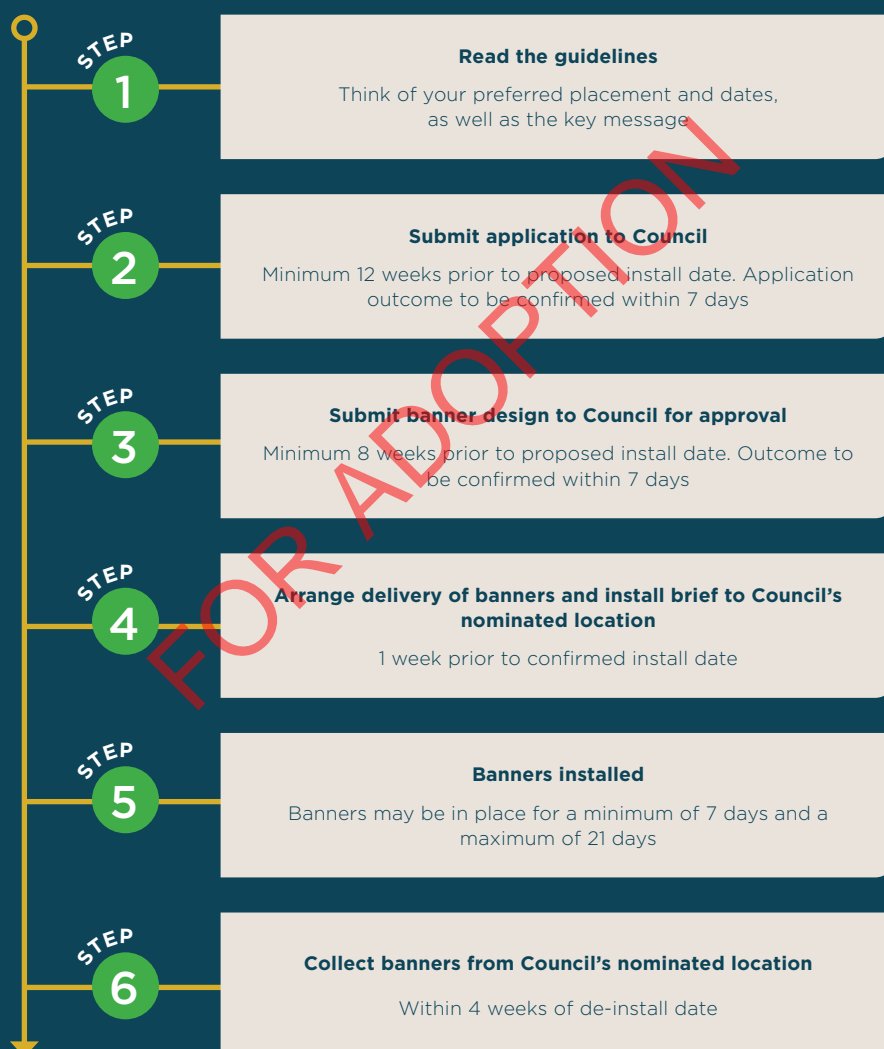 STEP
1
Read the guidelines
Think of your preferred placement and dates,
as well as the key message
STEP
2
Submit application to Council
Minimum 12 weeks prior to proposed install date. Application
outcome to be confirmed within 7 days
STEP
3
Submit banner design to Council for approval
Minimum 8 weeks prior to proposed install date. Outcome to
be confirmed within 7 days
STEP
4
Arrange delivery of banners and install brief to Council’s
nominated location
1 week prior to confirmed install date
STEP
5
Banners installed
Banners may be in place for a minimum of 7 days and a
maximum of 21 days
STEP
6
Collect banners from Council’s nominated location
Within 4 weeks of de-install date
FOR ADOPTION